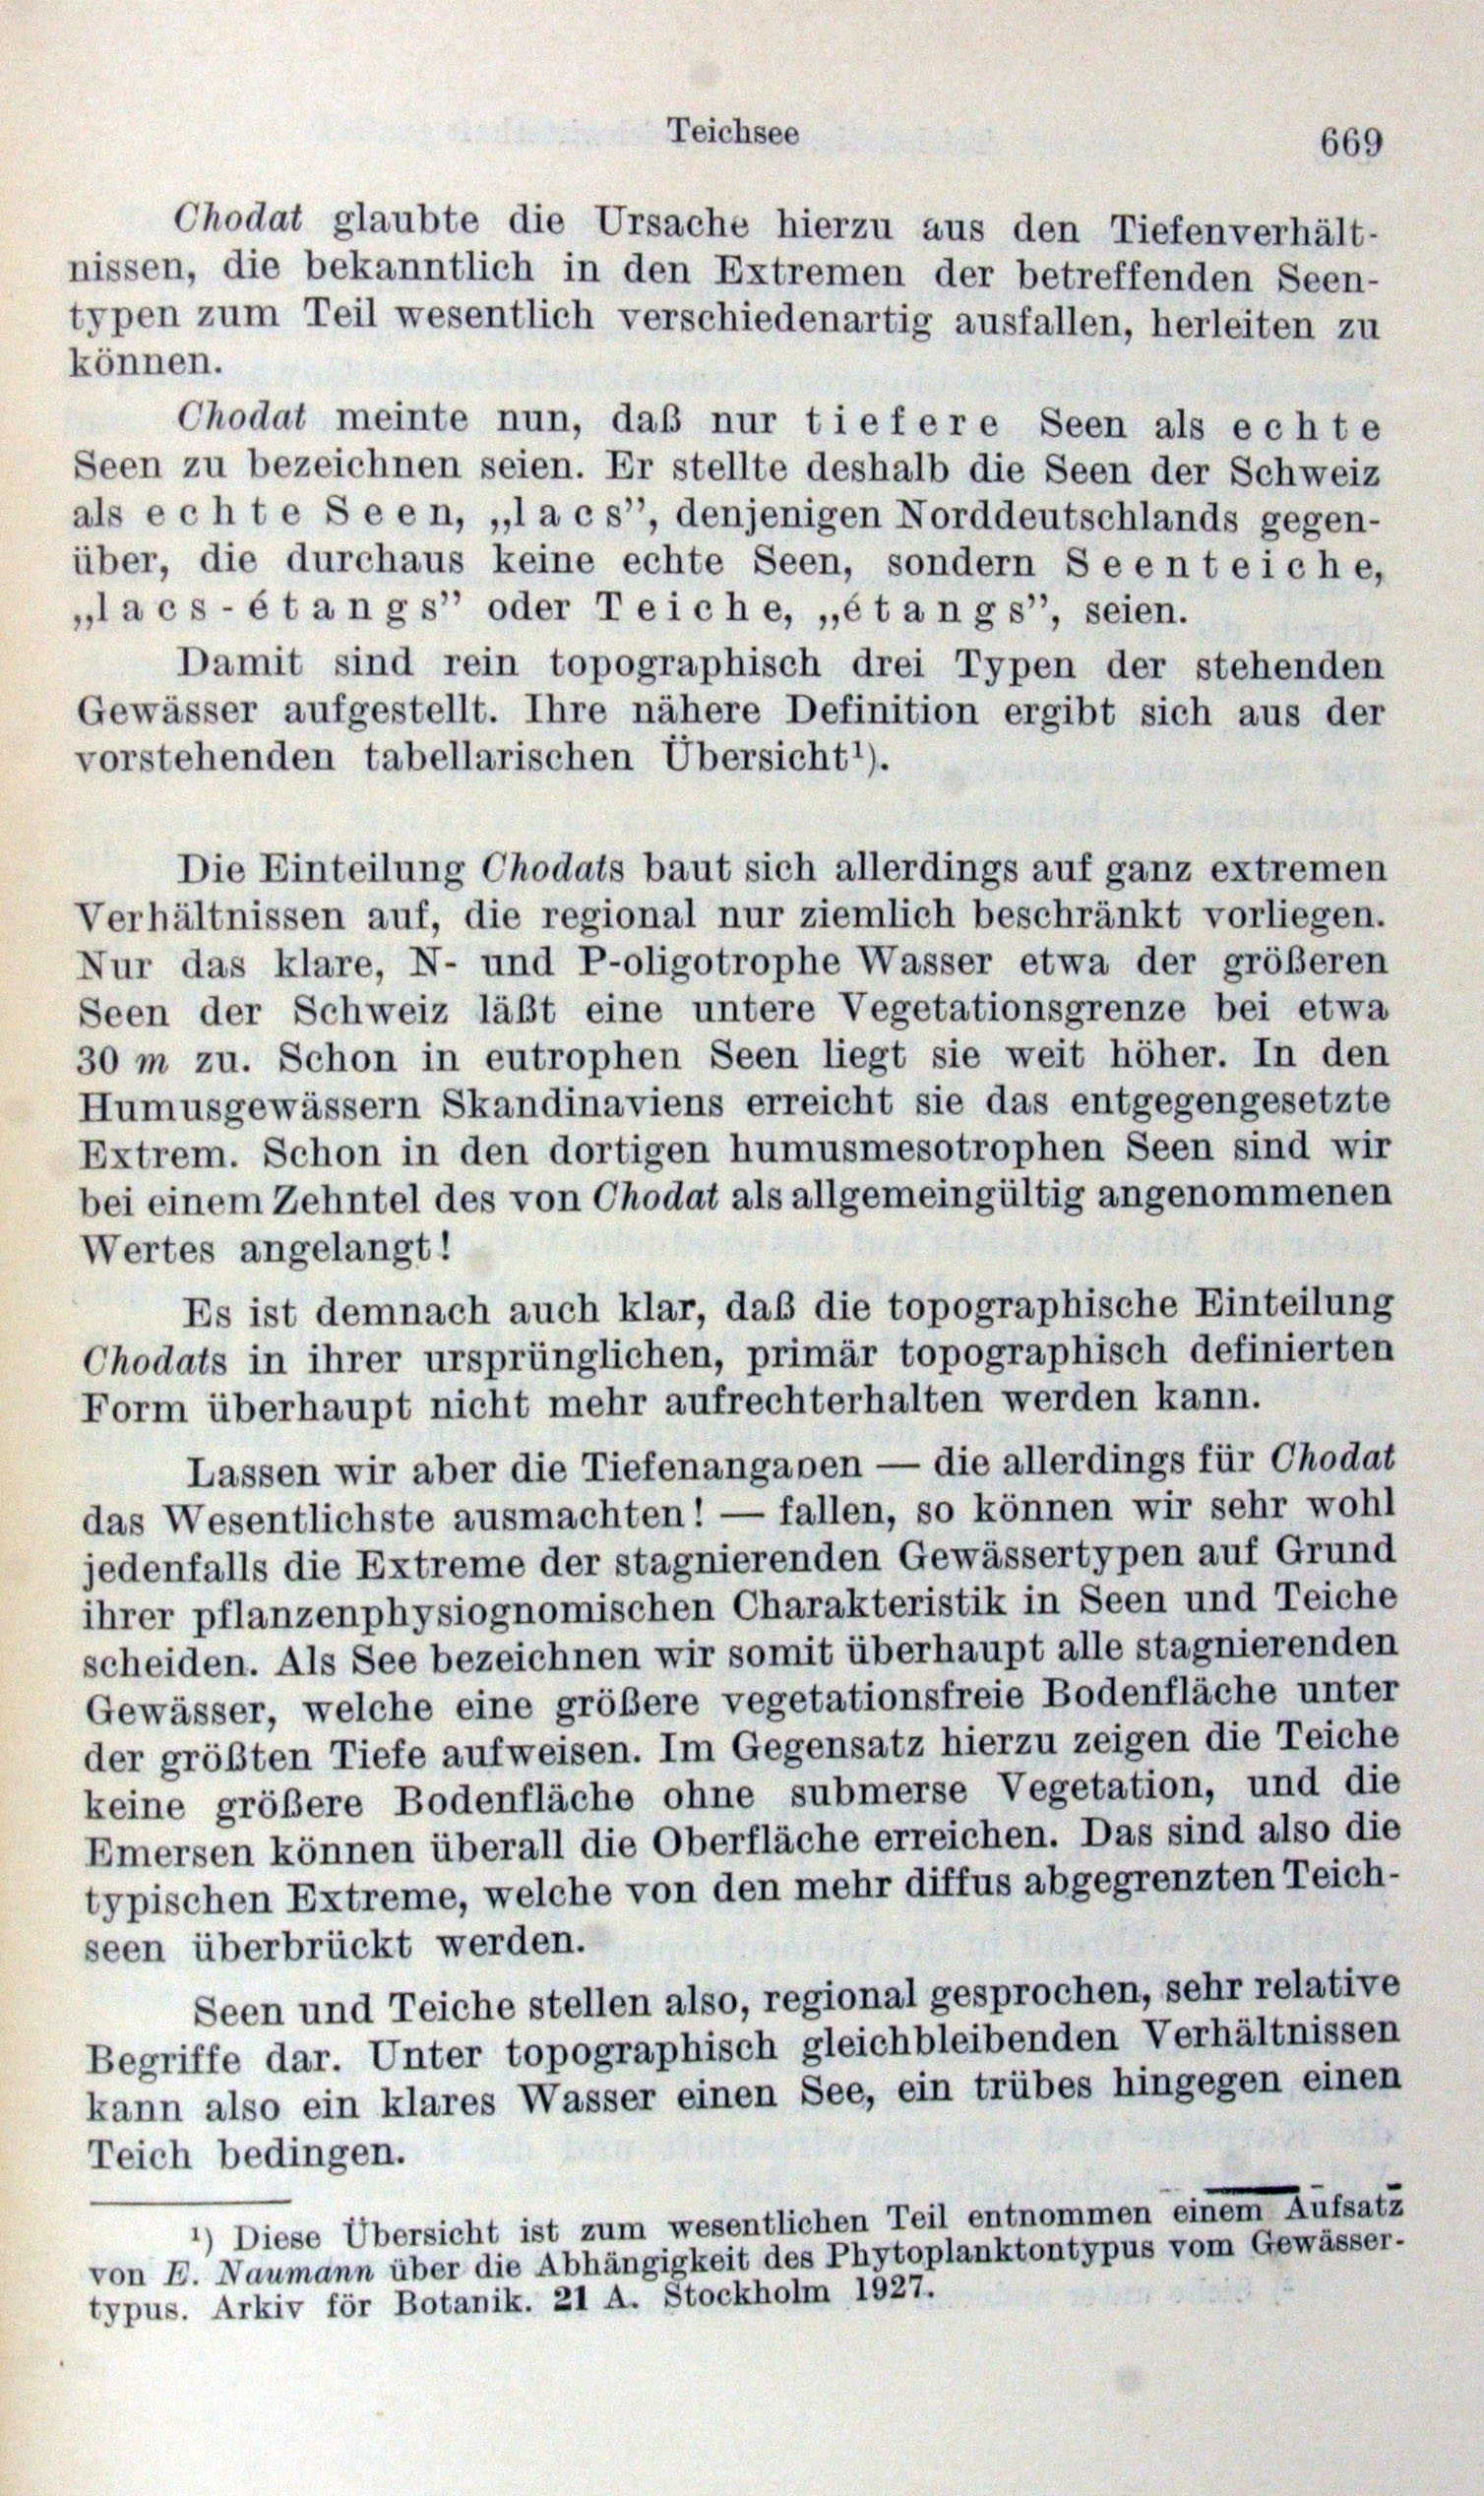 Teichsee
669
Chodat glaubte die Ursache hierzu aus den Tiefenverhält-
nissen, die bekanntlich in den Extremen der betreffenden Seen-
typen zum Teil wesentlich verschiedenartig ausfallen, herleiten zu
können.
Chodat meinte nun, daß nur tiefere Seen als echte
Seen zu bezeichnen seien. Er stellte deshalb die Seen der Schweiz
als echte Seen, „lacs”, denjenigen Norddeutschlands gegen-
über, die durchaus keine echte Seen, sondern Seenteiche,
„lacs-étangs” oder Teiche, „étangs”, seien.
Damit sind rein topographisch drei Typen der stehenden
Gewässer aufgestellt. Ihre nähere Definition ergibt sich aus der
vorstehenden tabellarischen Übersicht¹).
Die Einteilung Chodats baut sich allerdings auf ganz extremen
Verhältnissen auf, die regional nur ziemlich beschränkt vorliegen.
Nur das klare, N- und P-oligotrophe Wasser etwa der größeren
Seen der Schweiz läßt eine untere Vegetationsgrenze bei etwa
30 m zu. Schon in eutrophen Seen liegt sie weit höher. In den
Humusgewässern Skandinaviens erreicht sie das entgegengesetzte
Extrem. Schon in den dortigen humusmesotrophen Seen sind wir
bei einem Zehntel des von Chodat als allgemeingültig angenommenen
Wertes angelangt!
Es ist demnach auch klar, daß die topographische Einteilung
Chodats in ihrer ursprünglichen, primär topographisch definierten
Form überhaupt nicht mehr aufrechterhalten werden kann.
Lassen wir aber die Tiefenangaben — die allerdings für Chodat
das Wesentlichste ausmachten! — fallen, so können wir sehr wohl
jedenfalls die Extreme der stagnierenden Gewässertypen auf Grund
ihrer pflanzenphysiognomischen Charakteristik in Seen und Teiche
scheiden. Als See bezeichnen wir somit überhaupt alle stagnierenden
Gewässer, welche eine größere vegetationsfreie Bodenfläche unter
der größten Tiefe aufweisen. Im Gegensatz hierzu zeigen die Teiche
keine größere Bodenfläche ohne submerse Vegetation, und die
Emersen können überall die Oberfläche erreichen. Das sind also die
typischen Extreme, welche von den mehr diffus abgegrenzten Teich-
seen überbrückt werden.
Seen und Teiche stellen also, regional gesprochen, sehr relative
Begriffe dar. Unter topographisch gleichbleibenden Verhältnissen
kann also ein klares Wasser einen See, ein trübes hingegen einen
Teich bedingen.
¹) Diese Übersicht ist zum wesentlichen Teil entnommen einem Aufsatz
von E. Naumann über die Abhängigkeit des Phytoplanktontypus vom Gewässer-
typus. Arkiv för Botanik. 21 A. Stockholm 1927.